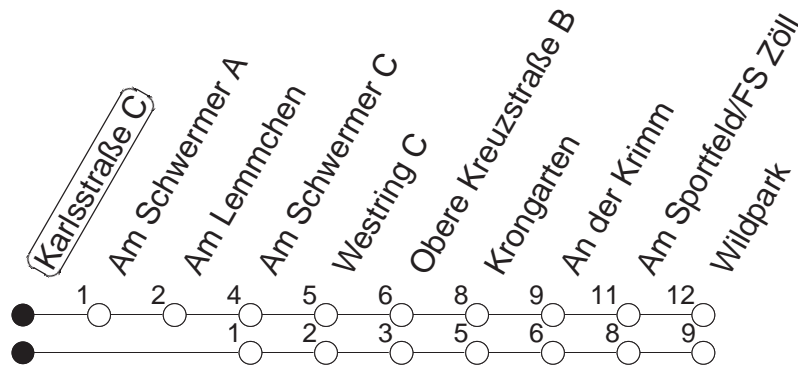 Karlsstraße C
Am Schwermer A
Am Lemmchen
Am Schwermer C
Westring C
Obere Kreuzstraße B
Krongarten
An der Krimm
Am Sportfeld/FS Zöll
Wildpark
1 2 4 5 6 8 9 11 12
1 2 3 5 6 8 9